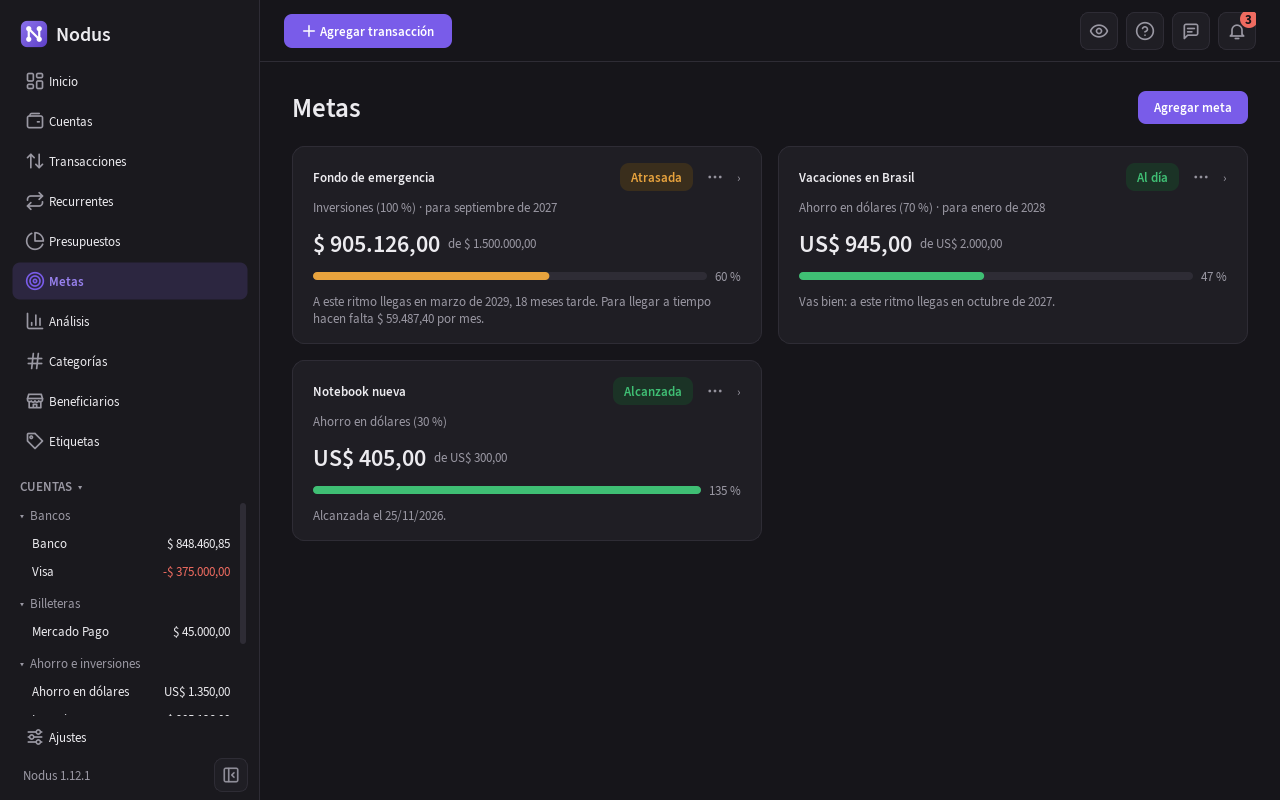 Nodus
Inicio
Cuentas
Transacciones
Recurrentes
Presupuestos
Metas
Análisis
Categorías
Beneficiarios
Etiquetas
CUENTAS
Bancos
Banco $ 848.460,85
Visa -$ 375.000,00
Billeteras
Mercado Pago $ 45.000,00
Ahorro e inversiones
Ahorro en dólares US$ 1.350,00
Ajustes
Nodus 1.12.1
+ Agregar transacción
3
Metas
Agregar meta
Fondo de emergencia Atrasada
Inversiones (100 %) · para septiembre de 2027
$ 905.126,00 de $ 1.500.000,00
60 %
A este ritmo llegas en marzo de 2029, 18 meses tarde. Para llegar a tiempo
hacen falta $ 59.487,40 por mes.
Vacaciones en Brasil Al día
Ahorro en dólares (70 %) · para enero de 2028
US$ 945,00 de US$ 2.000,00
47 %
Vas bien: a este ritmo llegas en octubre de 2027.
Notebook nueva Alcanzada
Ahorro en dólares (30 %)
US$ 405,00 de US$ 300,00
135 %
Alcanzada el 25/11/2026.